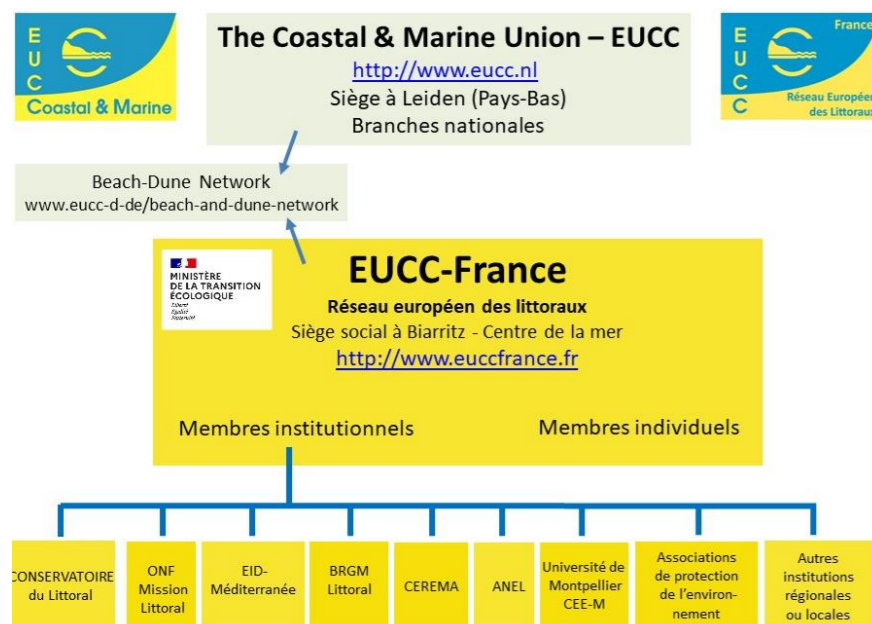 E
U
C
C
Coastal & Marine
The Coastal & Marine Union – EUCC
http://www.eucc.nl
Siège à Leiden (Pays-Bas)
Branches nationales
E
U
C
C
France
Réseau Européen
des Littoraux
Beach-Dune Network
www.eucc-d-de/beach-and-dune-network
MINISTÈRE
DE LA TRANSITION
ÉCOLOGIQUE
Liberté
Égalité
Fraternité
EUCC-France
Réseau européen des littoraux
Siège social à Biarritz - Centre de la mer
http://www.euccfrance.fr
Membres institutionnels
Membres individuels
CONSERVATOIRE
du Littoral
ONF
Mission
Littoral
EID-
Méditerranée
BRGM
Littoral
CEREMA
ANEL
Université de
Montpellier
CEE-M
Associations
de protection
de l'environ-
nement
Autres
institutions
régionales
ou locales